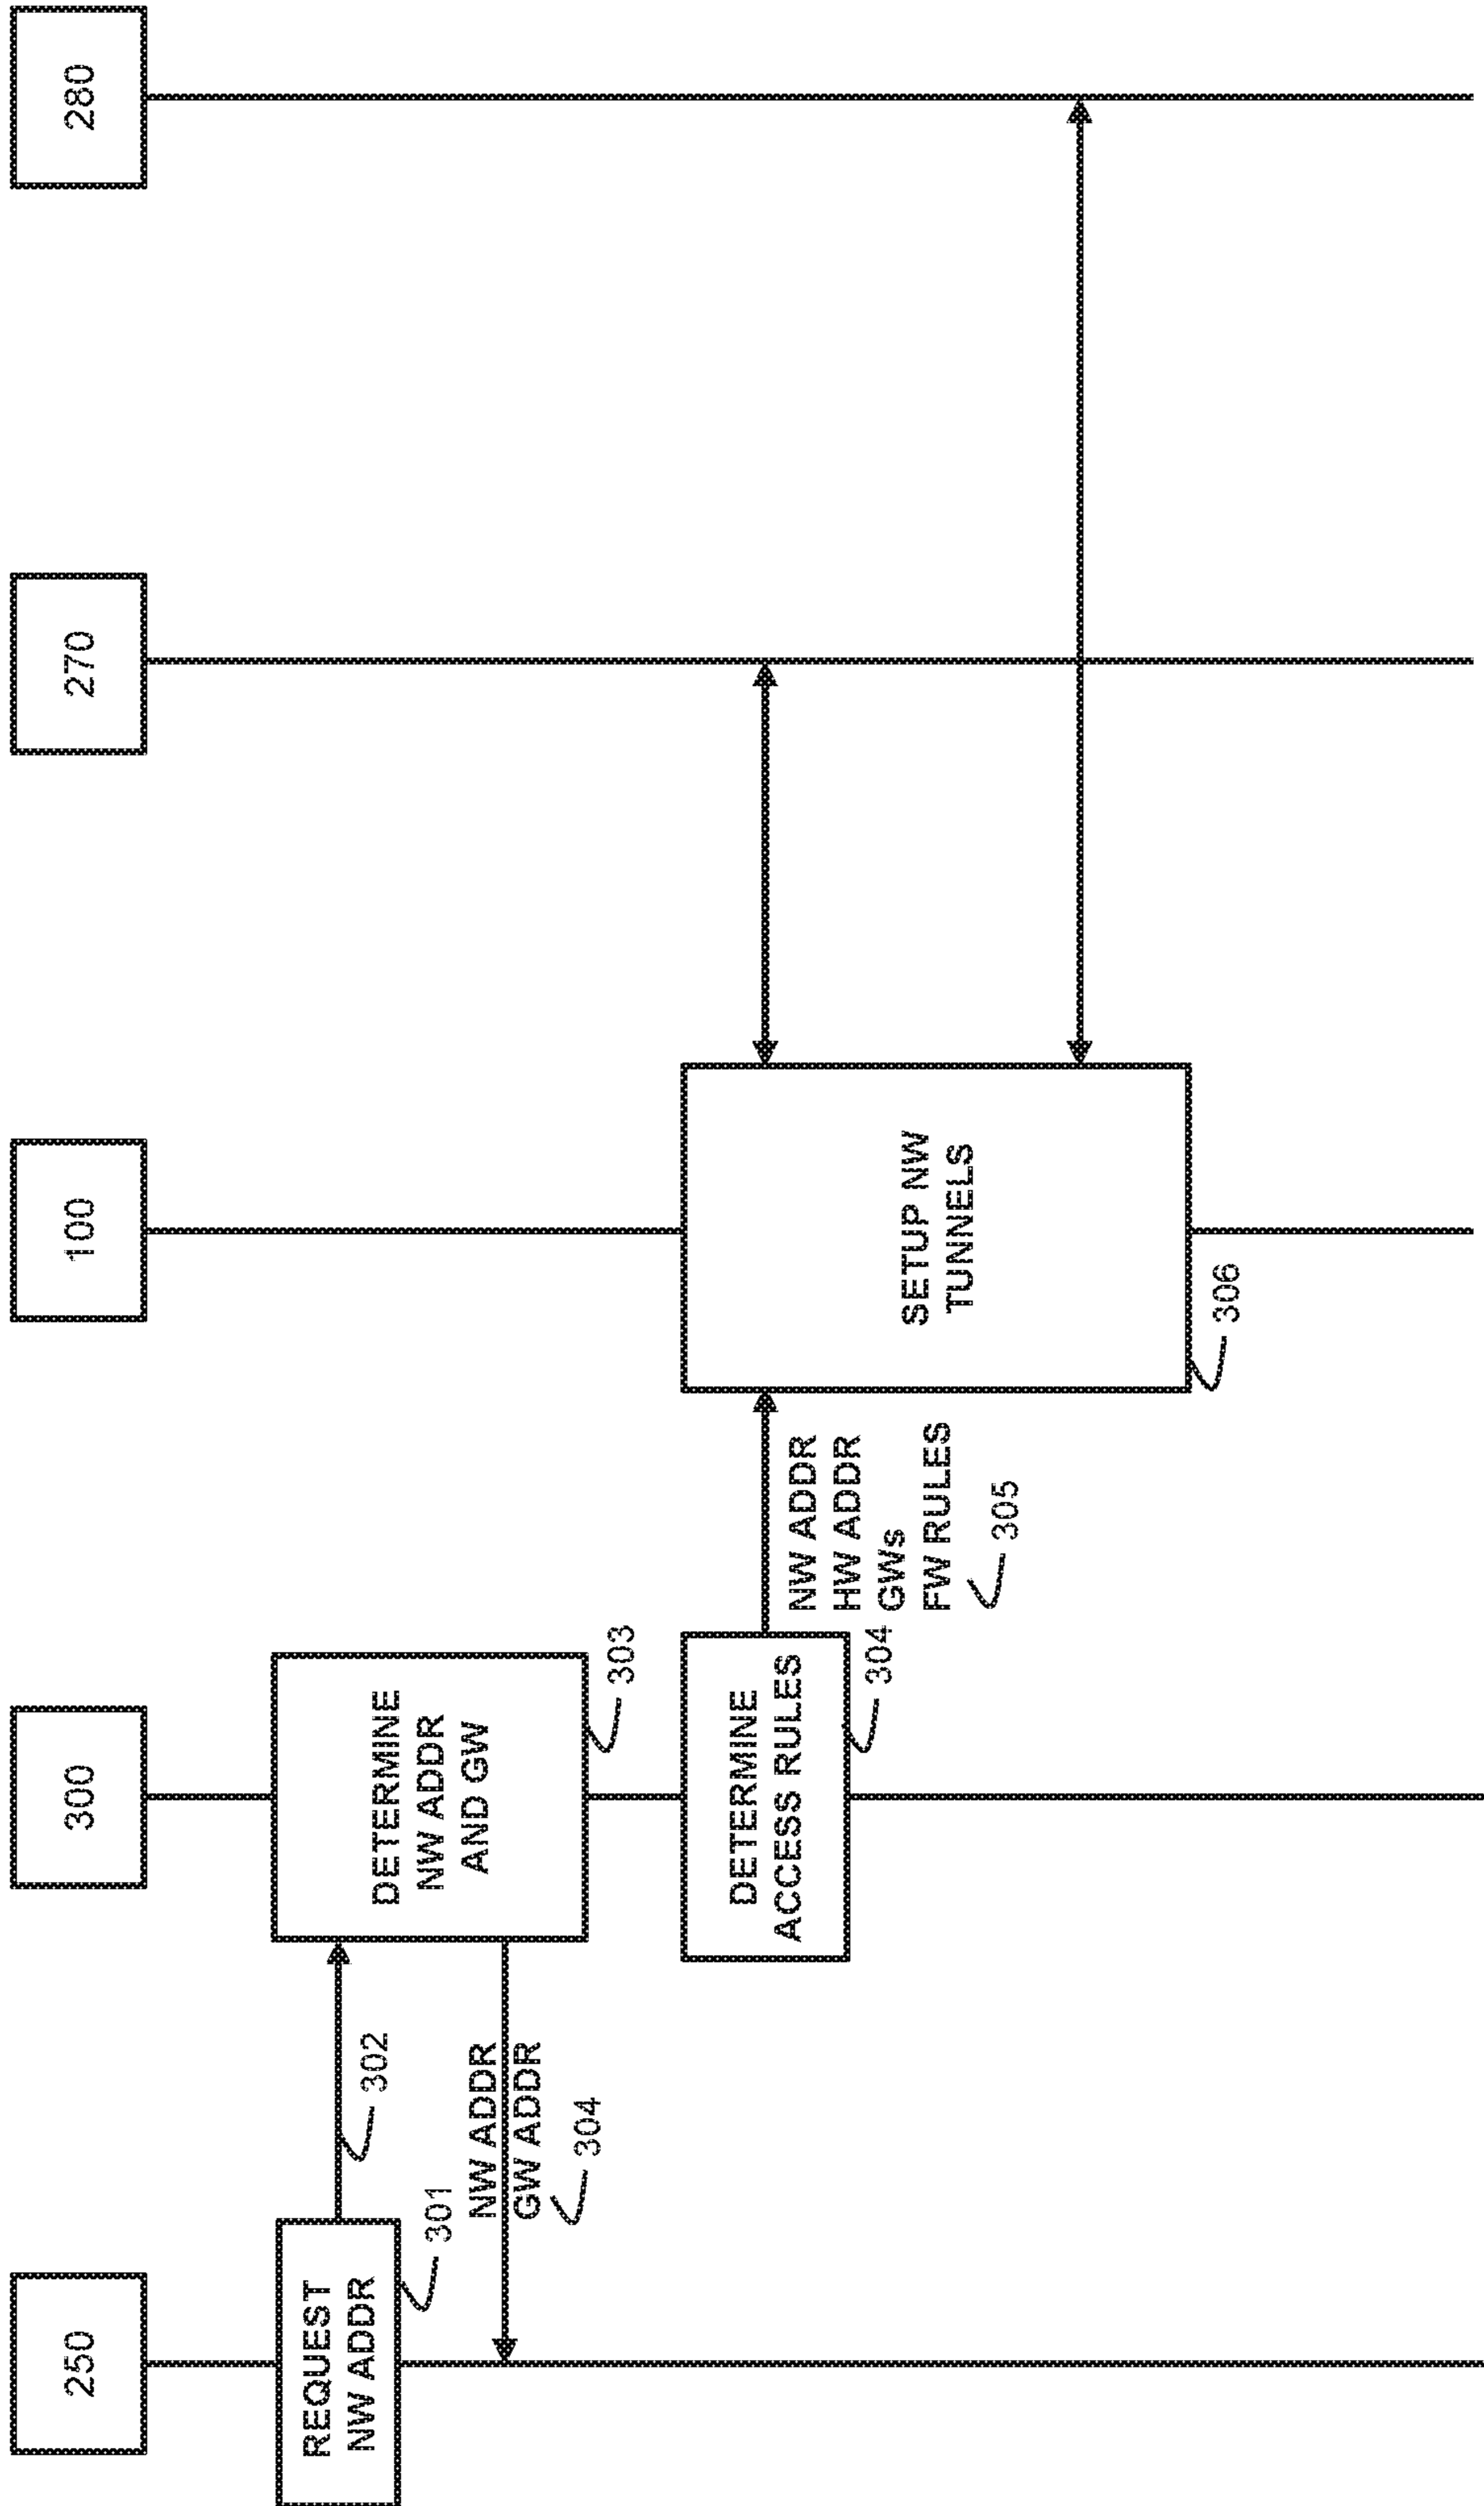 250
300
100
270
280
REQUEST
NW ADDR
301
302
DETERMINE
NW ADDR
AND GW
303
NW ADDR
GW ADDR
304
DETERMINE
ACCESS RULES
304
NW ADDR
HW ADDR
GWs
FW RULES
305
SETUP NW
TUNNELS
306